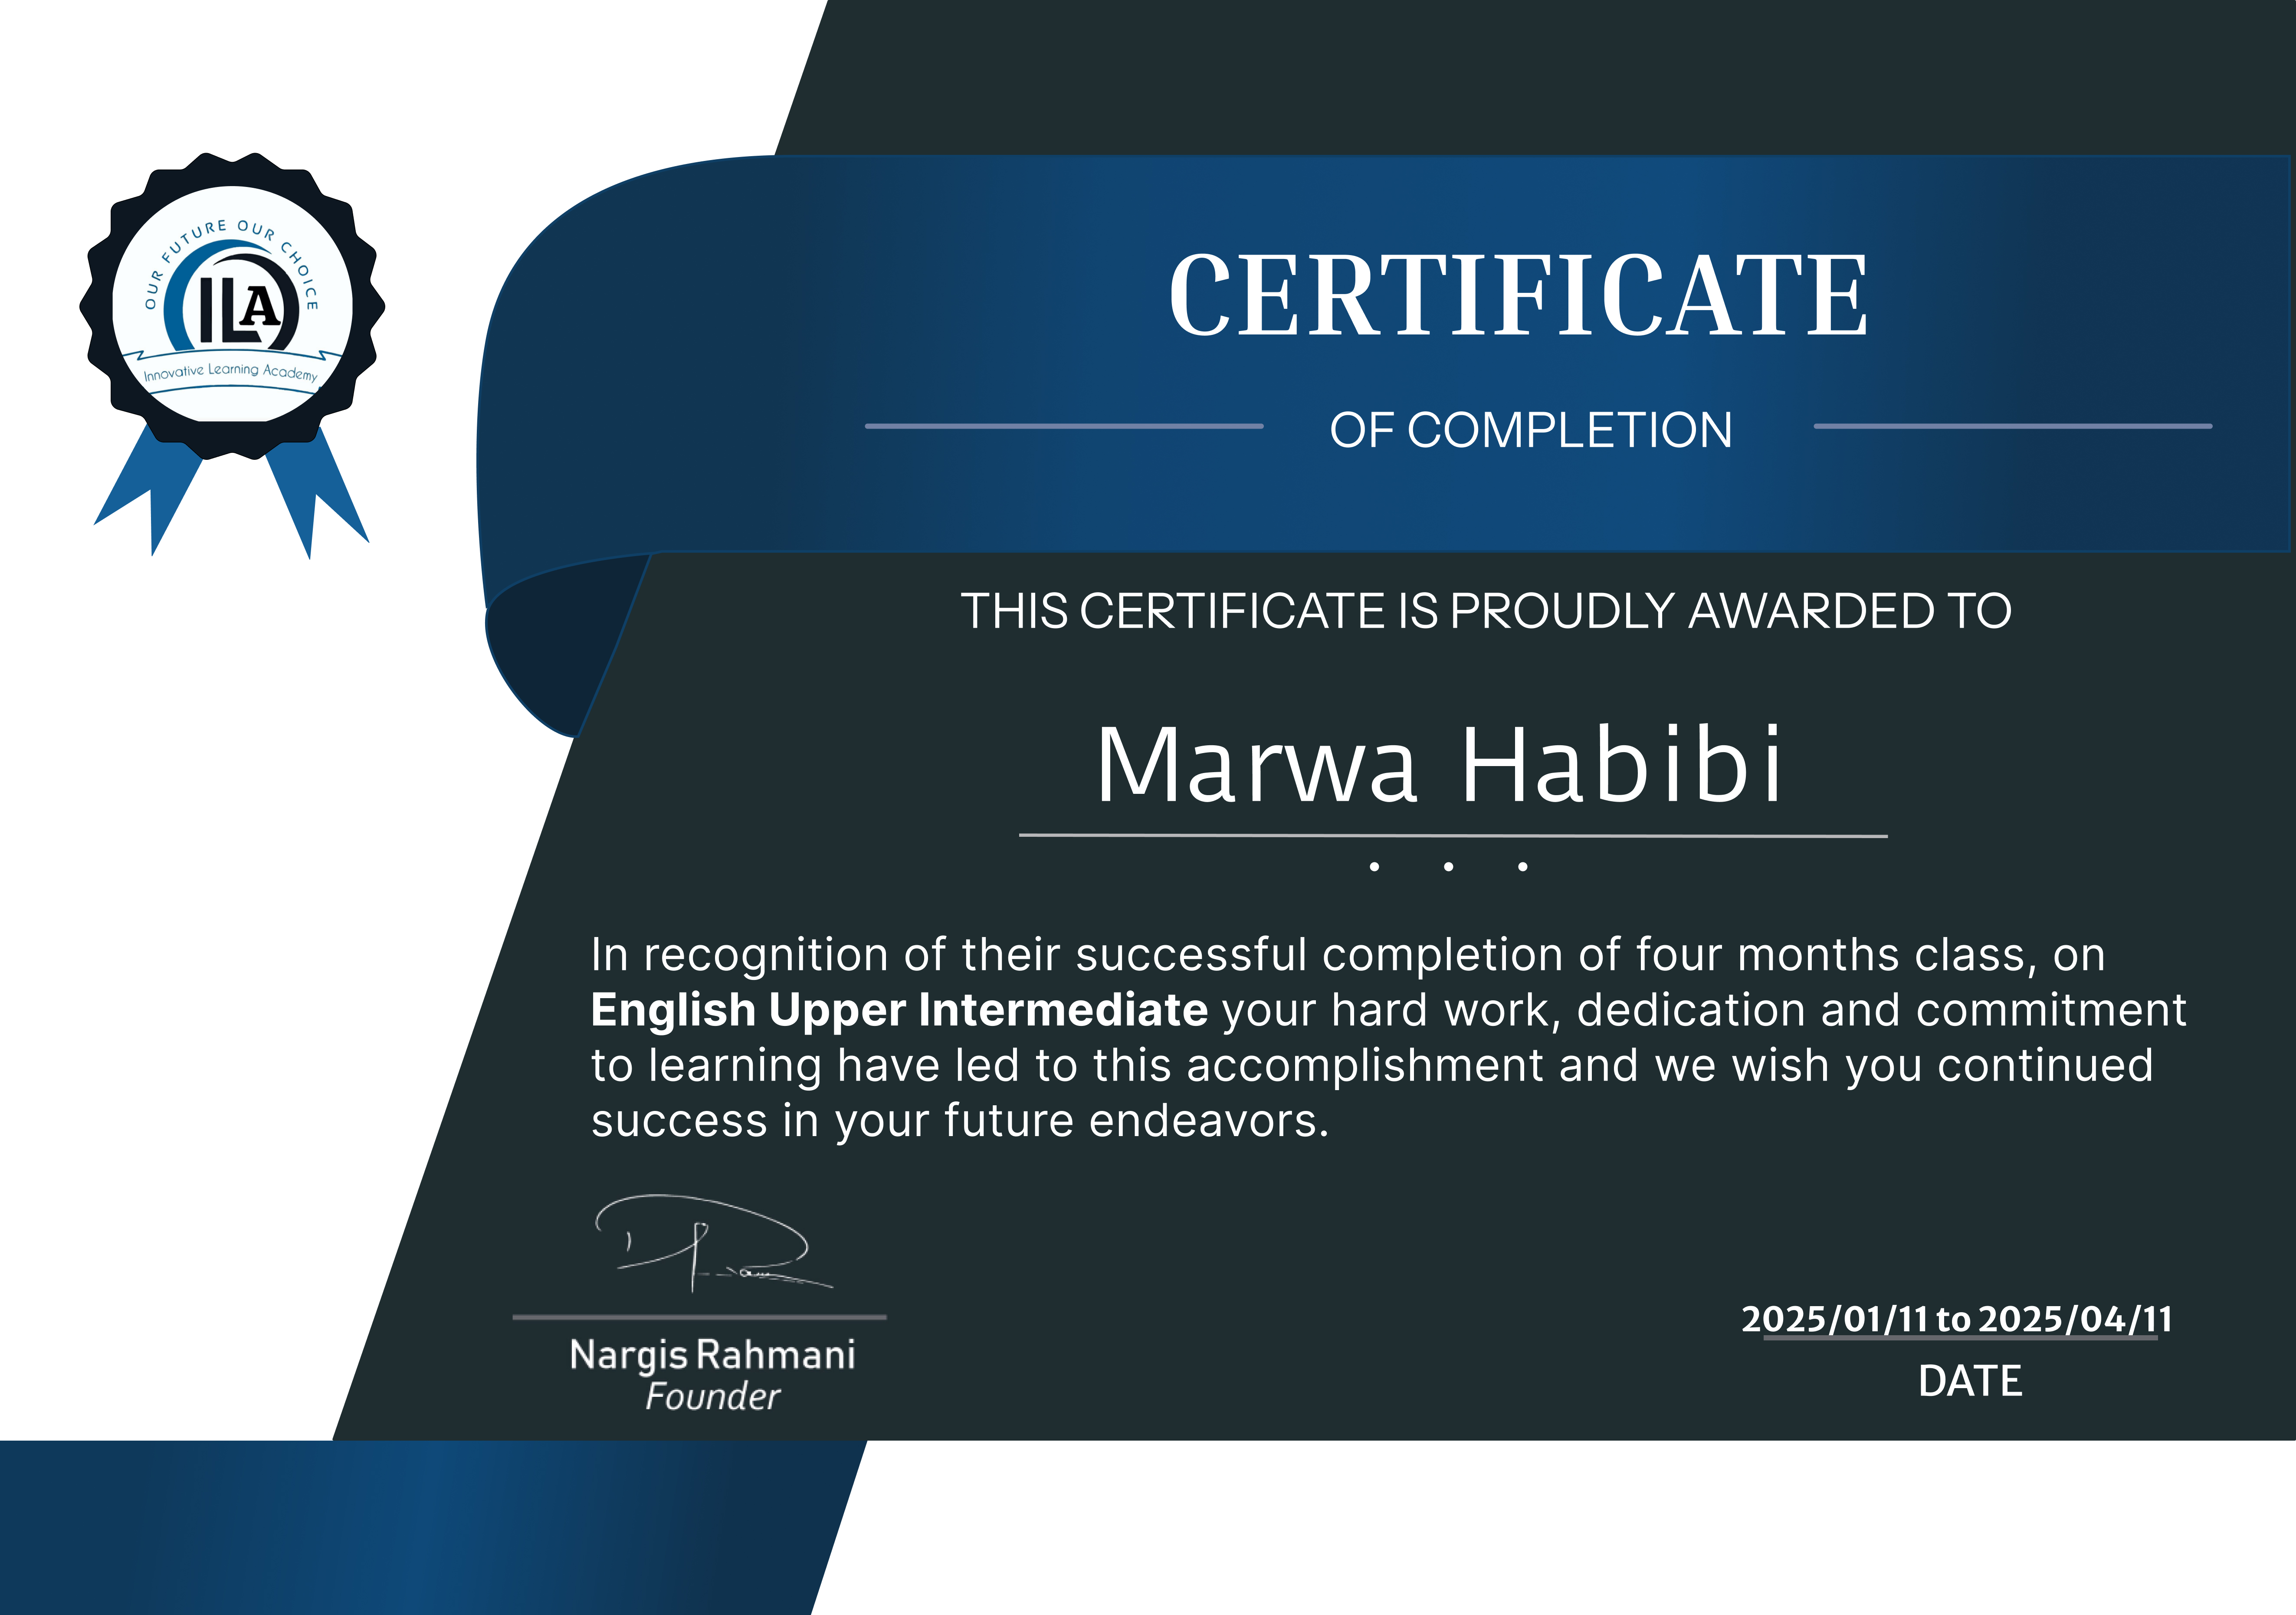 OUR FUTURE OUR CHOICE
ILA
Innovative Learning Academy
CERTIFICATE
OF COMPLETION
THIS CERTIFICATE IS PROUDLY AWARDED TO
Marwa Habibi
In recognition of their successful completion of four months class, on
English Upper Intermediate your hard work, dedication and commitment
to learning have led to this accomplishment and we wish you continued
success in your future endeavors.
Nargis Rahmani
Founder
2025/01/11 to 2025/04/11
DATE